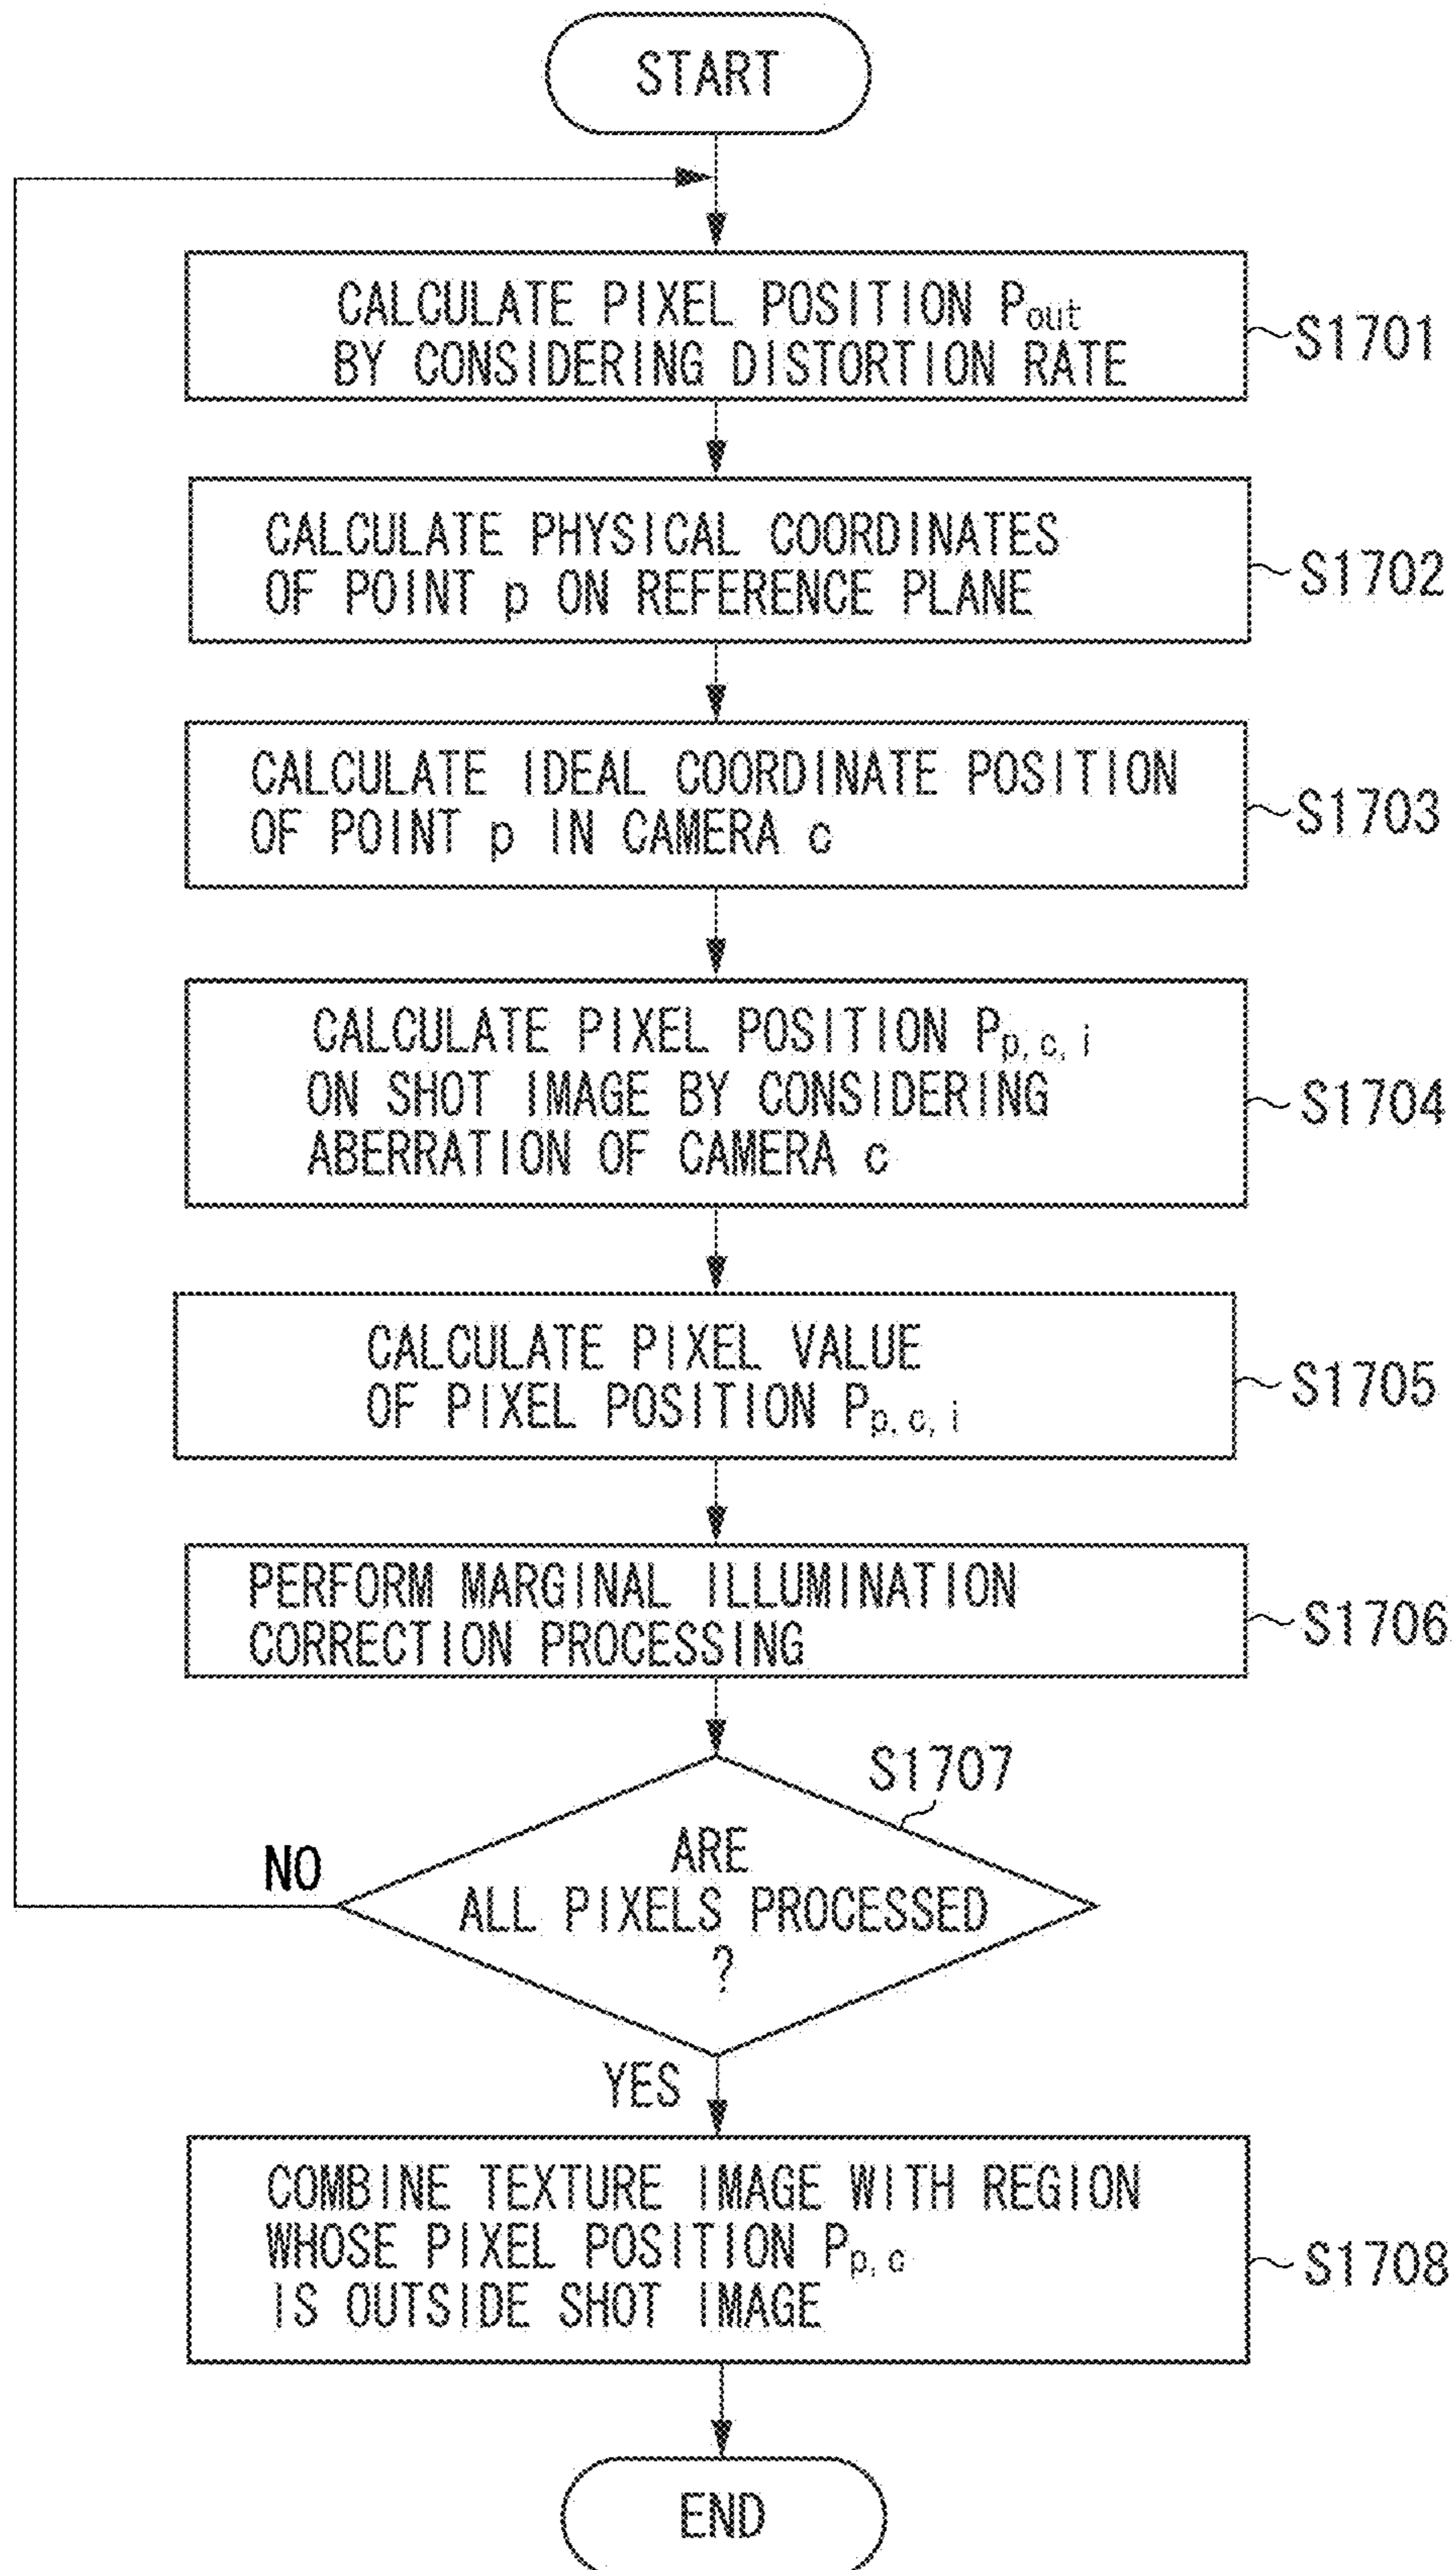 START
CALCULATE PIXEL POSITION Pout
BY CONSIDERING DISTORTION RATE
S1701
CALCULATE PHYSICAL COORDINATES
OF POINT p ON REFERENCE PLANE
S1702
CALCULATE IDEAL COORDINATE POSITION
OF POINT p IN CAMERA c
S1703
CALCULATE PIXEL POSITION Pp, c, i
ON SHOT IMAGE BY CONSIDERING
ABERRATION OF CAMERA c
S1704
CALCULATE PIXEL VALUE
OF PIXEL POSITION Pp, c, i
S1705
PERFORM MARGINAL ILLUMINATION
CORRECTION PROCESSING
S1706
S1707
ARE
ALL PIXELS PROCESSED
?
NO
YES
COMBINE TEXTURE IMAGE WITH REGION
WHOSE PIXEL POSITION Pp, c
IS OUTSIDE SHOT IMAGE
S1708
END